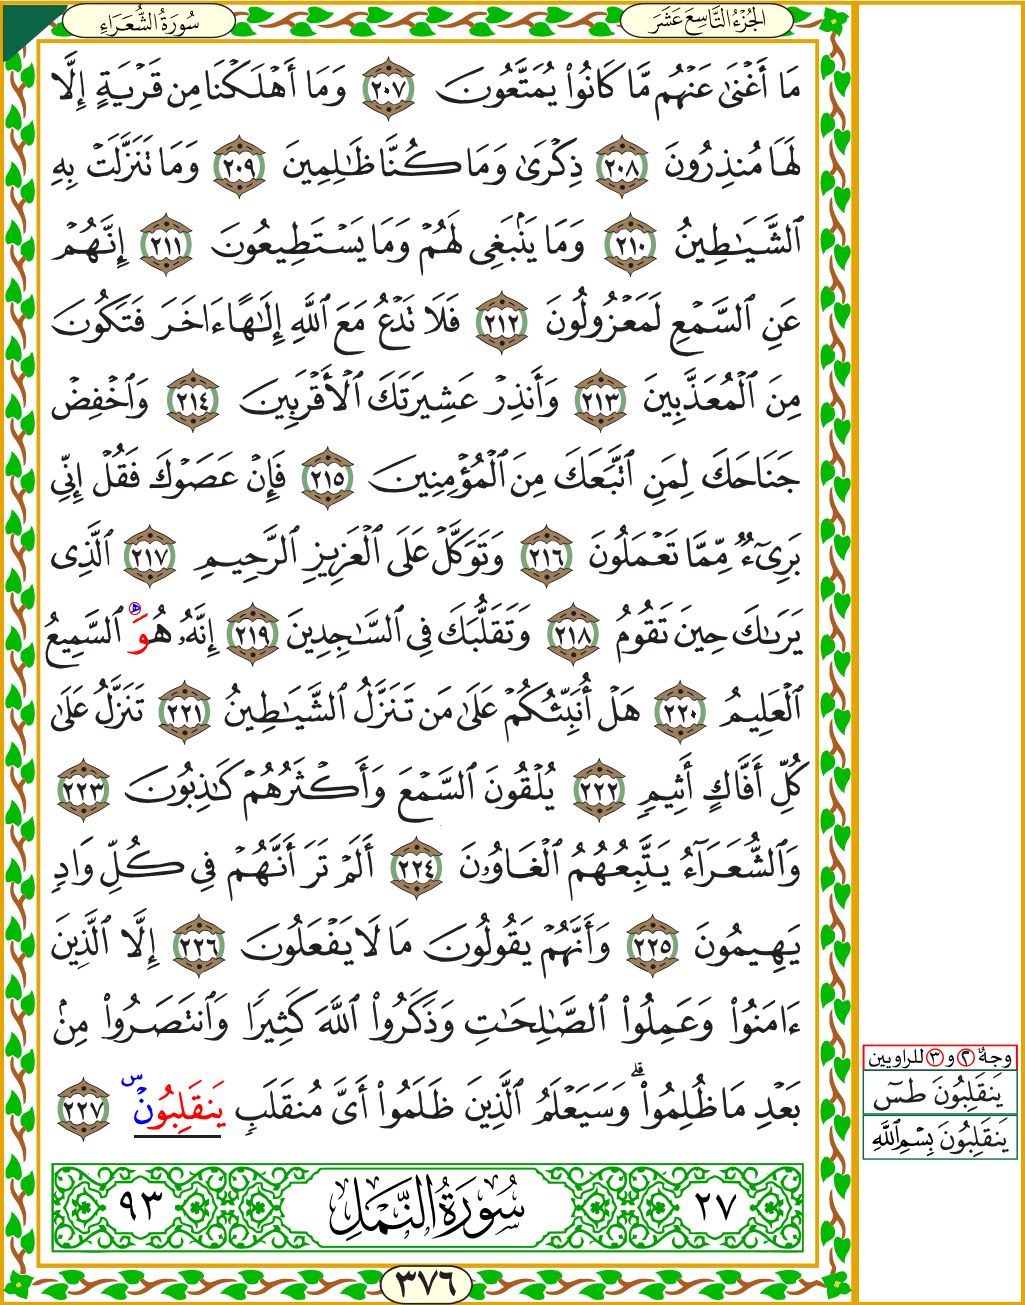 سُورَةُ الشُّعَرَاءِ
الجُزْءُ التَّاسِعَ عَشَرَ
مَا أَغْنَىٰ عَنْهُم مَّا كَانُوا۟ يُمَتَّعُونَ ٢٠٧ وَمَا أَهْلَكْنَا مِن قَرْيَةٍ إِلَّا
لَهَا مُنذِرُونَ ٢٠٨ ذِكْرَىٰ وَمَا كُنَّا ظَٰلِمِينَ ٢٠٩ وَمَا تَنَزَّلَتْ بِهِ
ٱلشَّيَٰطِينُ ٢١٠ وَمَا يَنۢبَغِى لَهُمْ وَمَا يَسْتَطِيعُونَ ٢١١ إِنَّهُمْ
عَنِ ٱلسَّمْعِ لَمَعْزُولُونَ ٢١٢ فَلَا تَدْعُ مَعَ ٱللَّهِ إِلَٰهًا ءَاخَرَ فَتَكُونَ
مِنَ ٱلْمُعَذَّبِينَ ٢١٣ وَأَنذِرْ عَشِيرَتَكَ ٱلْأَقْرَبِينَ ٢١٤ وَٱخْفِضْ
جَنَاحَكَ لِمَنِ ٱتَّبَعَكَ مِنَ ٱلْمُؤْمِنِينَ ٢١٥ فَإِنْ عَصَوْكَ فَقُلْ إِنِّى
بَرِىٓءٌ مِّمَّا تَعْمَلُونَ ٢١٦ وَتَوَكَّلْ عَلَى ٱلْعَزِيزِ ٱلرَّحِيمِ ٢١٧ ٱلَّذِى
يَرَىٰكَ حِينَ تَقُومُ ٢١٨ وَتَقَلُّبَكَ فِى ٱلسَّٰجِدِينَ ٢١٩ إِنَّهُۥ هُوَ ٱلسَّمِيعُ
ٱلْعَلِيمُ ٢٢٠ هَلْ أُنَبِّئُكُمْ عَلَىٰ مَن تَنَزَّلُ ٱلشَّيَٰطِينُ ٢٢١ تَنَزَّلُ عَلَىٰ
كُلِّ أَفَّاكٍ أَثِيمٍ ٢٢٢ يُلْقُونَ ٱلسَّمْعَ وَأَكْثَرُهُمْ كَٰذِبُونَ ٢٢٣
وَٱلشُّعَرَآءُ يَتَّبِعُهُمُ ٱلْغَاوُۥنَ ٢٢٤ أَلَمْ تَرَ أَنَّهُمْ فِى كُلِّ وَادٍ
يَهِيمُونَ ٢٢٥ وَأَنَّهُمْ يَقُولُونَ مَا لَا يَفْعَلُونَ ٢٢٦ إِلَّا ٱلَّذِينَ
ءَامَنُوا۟ وَعَمِلُوا۟ ٱلصَّٰلِحَٰتِ وَذَكَرُوا۟ ٱللَّهَ كَثِيرًا وَٱنتَصَرُوا۟ مِنۢ
بَعْدِ مَا ظُلِمُوا۟ ۗ وَسَيَعْلَمُ ٱلَّذِينَ ظَلَمُوا۟ أَىَّ مُنقَلَبٍ يَنقَلِبُونَ ٢٢٧
وجهٌ ٢ و ٣ للراويين
يَنقَلِبُونَ طسٓ
يَنقَلِبُونَ بِسْمِ ٱللَّهِ
٢٧ سُورَةُ النَّمْلِ ٩٣
٣٧٦